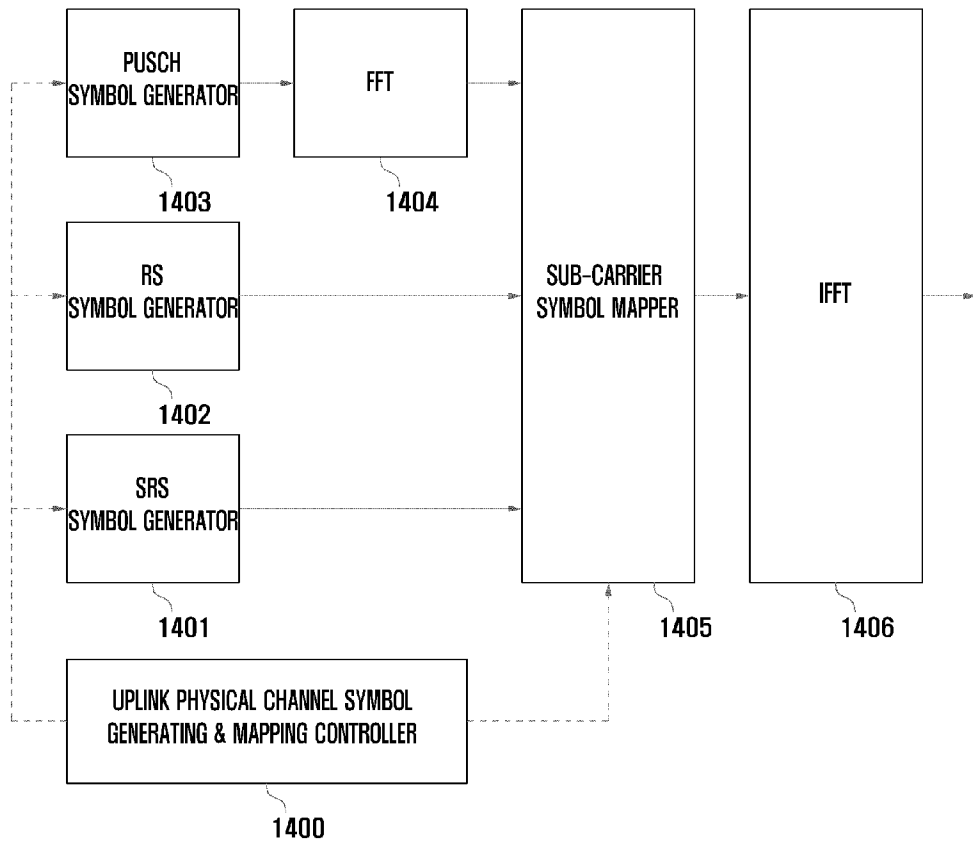 PUSCH
SYMBOL GENERATOR
FFT
1403
1404
RS
SYMBOL GENERATOR
SUB-CARRIER
SYMBOL MAPPER
IFFT
1402
SRS
SYMBOL GENERATOR
1401
1405
1406
UPLINK PHYSICAL CHANNEL SYMBOL
GENERATING & MAPPING CONTROLLER
1400